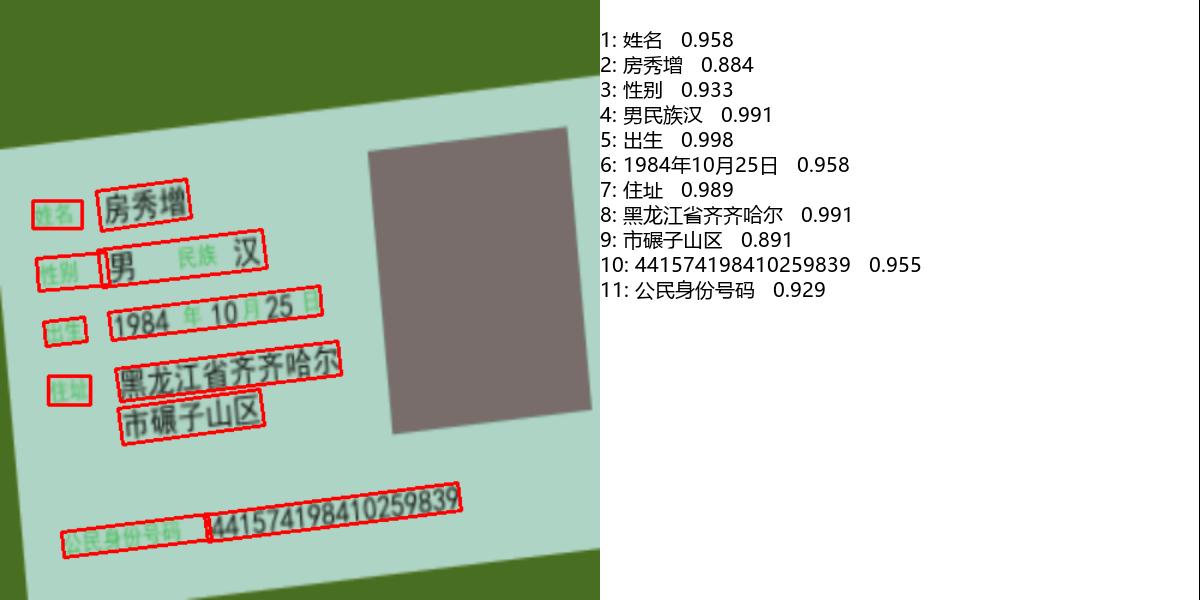 姓名 房秀增
性别 男 民族 汉
出生 1984 年 10 月 25 日
住址 黑龙江省齐齐哈尔
市碾子山区
公民身份号码 441574198410259839
1: 姓名 0.958
2: 房秀增 0.884
3: 性别 0.933
4: 男民族汉 0.991
5: 出生 0.998
6: 1984年10月25日 0.958
7: 住址 0.989
8: 黑龙江省齐齐哈尔 0.991
9: 市碾子山区 0.891
10: 441574198410259839 0.955
11: 公民身份号码 0.929